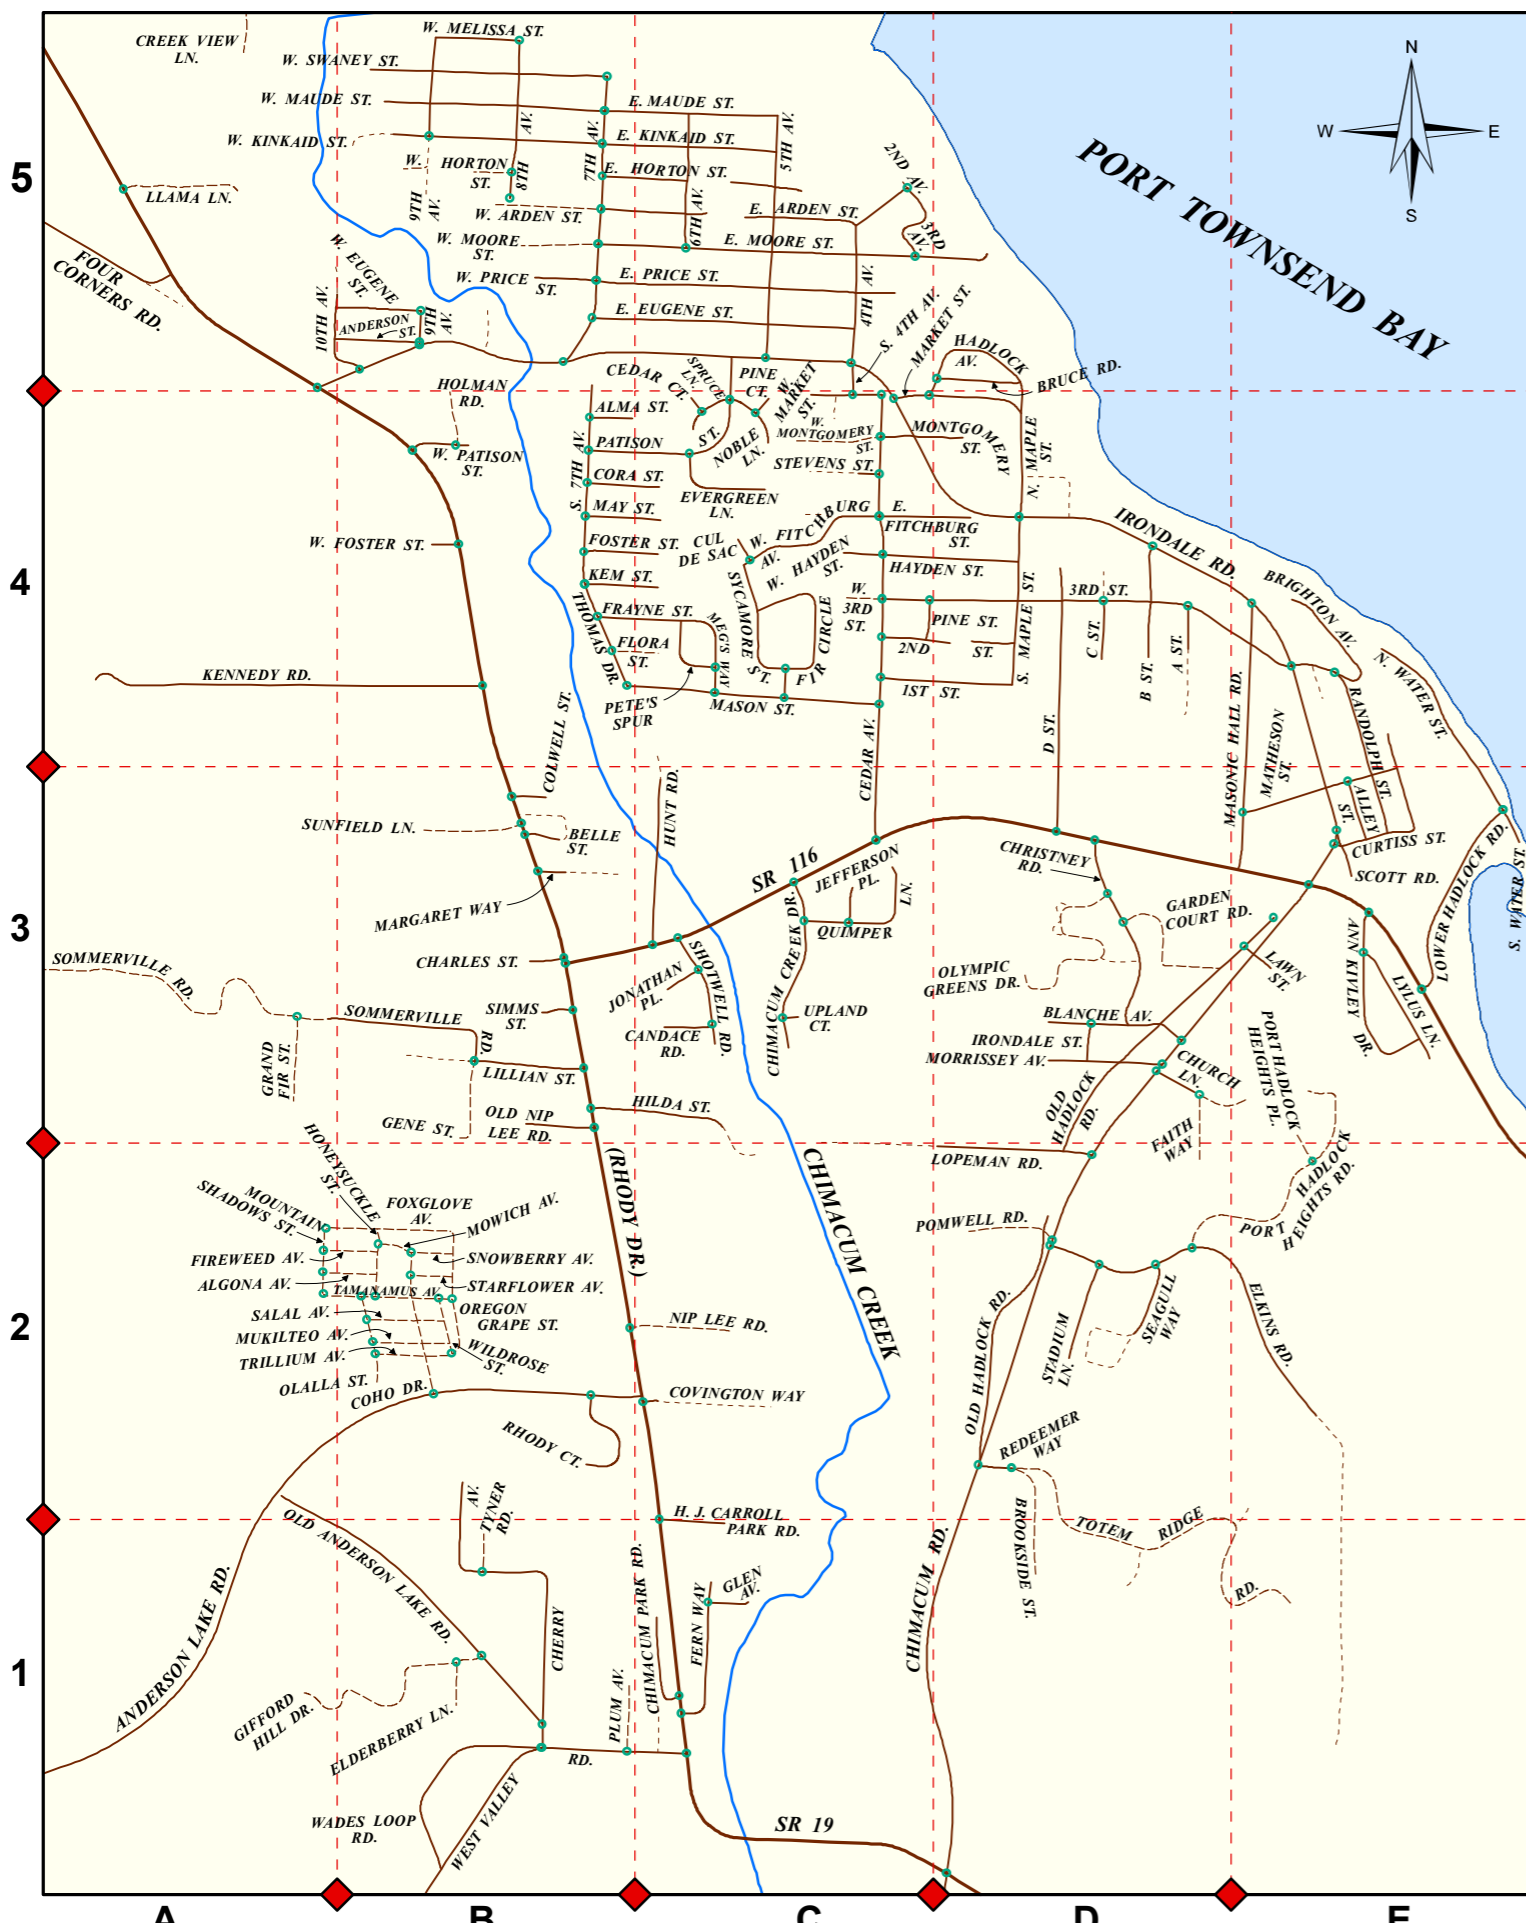 CREEK VIEW
LN.
W. MELISSA ST.
W. SWANEY ST.
W. MAUDE ST.
E. MAUDE ST.
W. KINKAID ST.
E. KINKAID ST.
8TH AV.
7TH AV.
5TH AV.
2ND AV.
N
W
E
S
PORT TOWNSEND BAY
5
LLAMA LN.
W. HORTON
ST.
E. HORTON ST.
9TH
AV.
W. ARDEN ST.
E. ARDEN ST.
6TH AV.
3RD
AV.
W. MOORE
ST.
E. MOORE ST.
FOUR
CORNERS RD.
W. EUGENE
ST.
W. PRICE
ST.
E. PRICE ST.
4TH AV.
10TH AV.
ANDERSON
ST.
9TH
AV.
E. EUGENE ST.
S. 4TH AV.
MARKET ST.
HADLOCK
AV.
BRUCE RD.
HOLMAN
RD.
CEDAR CT.
SPRUCE
LN.
PINE
CT.
W.
MARKET
ST.
ALMA ST.
S. 7TH AV.
PATISON
ST.
NOBLE
LN.
W.
MONTGOMERY
ST.
MONTGOMERY
ST.
N. MAPLE
ST.
W. PATISON
ST.
STEVENS ST.
CORA ST.
EVERGREEN
LN.
MAY ST.
W. FITCHBURG
AV.
E.
FITCHBURG
ST.
IRONDALE RD.
W. FOSTER ST.
FOSTER ST.
CUL
DE SAC
W. HAYDEN
ST.
HAYDEN ST.
BRIGHTON AV.
4
KEM ST.
THOMAS DR.
FRAYNE ST.
SYCAMORE ST.
FIR CIRCLE
W.
3RD
ST.
3RD ST.
PINE ST.
S. MAPLE ST.
C ST.
B ST.
A ST.
FLORA
ST.
MEG'S WAY
2ND ST.
N. WATER ST.
KENNEDY RD.
PETE'S
SPUR
MASON ST.
1ST ST.
COLWELL ST.
CEDAR AV.
D ST.
MASONIC HALL RD.
MATHESON
ST.
RANDOLPH ST.
HUNT RD.
ALLEY
ST.
SUNFIELD LN.
BELLE
ST.
SR 116
JEFFERSON
PL.
CHRISTNEY
RD.
CURTISS ST.
SCOTT RD.
LOWER HADLOCK RD.
S. WATER ST.
MARGARET WAY
LN.
QUIMPER
GARDEN
COURT RD.
3
SOMMERVILLE RD.
CHARLES ST.
JONATHAN
PL.
SHOTWELL RD.
CHIMACUM CREEK DR.
OLYMPIC
GREENS DR.
LAWN
ST.
ANN KIVLEY
DR.
LYLUS LN.
SOMMERVILLE
RD.
SIMMS
ST.
CANDACE
RD.
UPLAND
CT.
BLANCHE AV.
IRONDALE ST.
MORRISSEY AV.
GRAND
FIR ST.
LILLIAN ST.
CHURCH
LN.
PORT HADLOCK
HEIGHTS PL.
GENE ST.
OLD NIP
LEE RD.
HILDA ST.
OLD
HADLOCK
RD.
FAITH
WAY
HONEYSUCKLE
ST.
(RHODY DR.)
CHIMACUM CREEK
LOPEMAN RD.
PORT
HADLOCK
HEIGHTS RD.
MOUNTAIN
SHADOWS ST.
FOXGLOVE
AV.
MOWICH AV.
POMWELL RD.
FIREWEED AV.
SNOWBERRY AV.
ALGONA AV.
STARFLOWER AV.
TAMANAMUS AV.
SALAL AV.
OREGON
GRAPE ST.
NIP LEE RD.
SEAGULL
WAY
ELKINS RD.
2
MUKILTEO AV.
TRILLIUM AV.
WILDROSE
ST.
OLD HADLOCK RD.
STADIUM
LN.
OLALLA ST.
COHO DR.
COVINGTON WAY
RHODY CT.
REDEEMER
WAY
AV.
TYNER
RD.
H. J. CARROLL
PARK RD.
OLD ANDERSON LAKE RD.
BROOKSIDE ST.
TOTEM RIDGE
RD.
ANDERSON LAKE RD.
CHIMACUM PARK RD.
FERN WAY
GLEN
AV.
CHIMACUM RD.
CHERRY
1
GIFFORD
HILL DR.
ELDERBERRY LN.
PLUM AV.
RD.
WADES LOOP
RD.
WEST VALLEY
SR 19
A
B
C
D
E